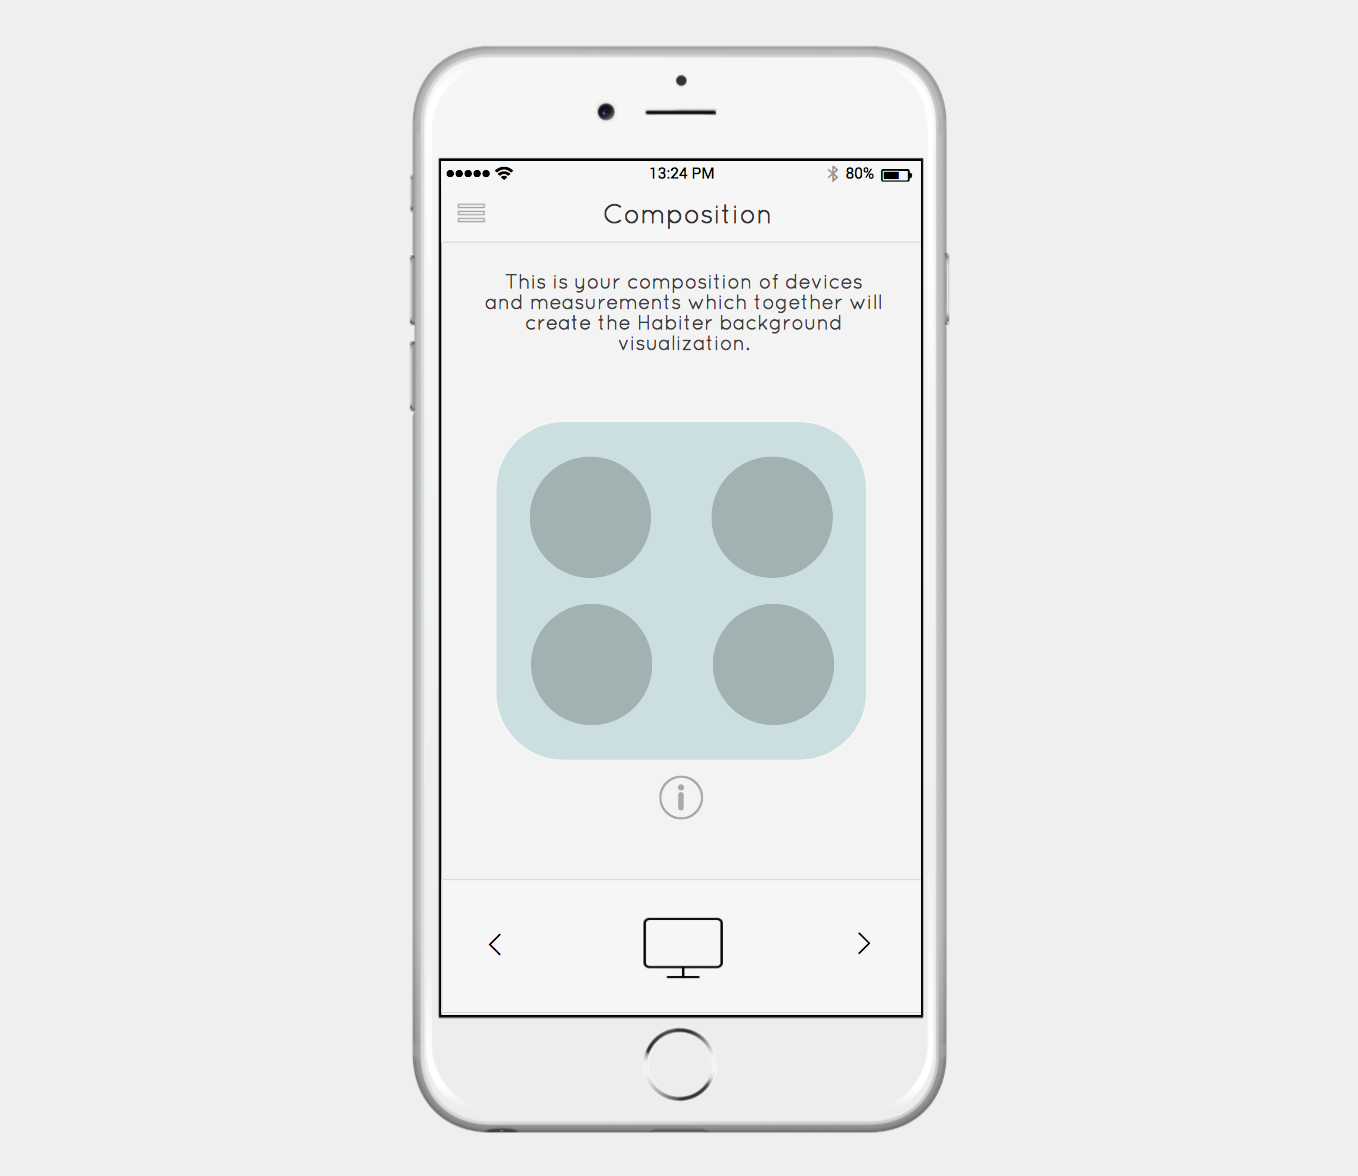 13:24 PM
80%
Composition
This is your composition of devices
and measurements which together will
create the Habiter background
visualization.